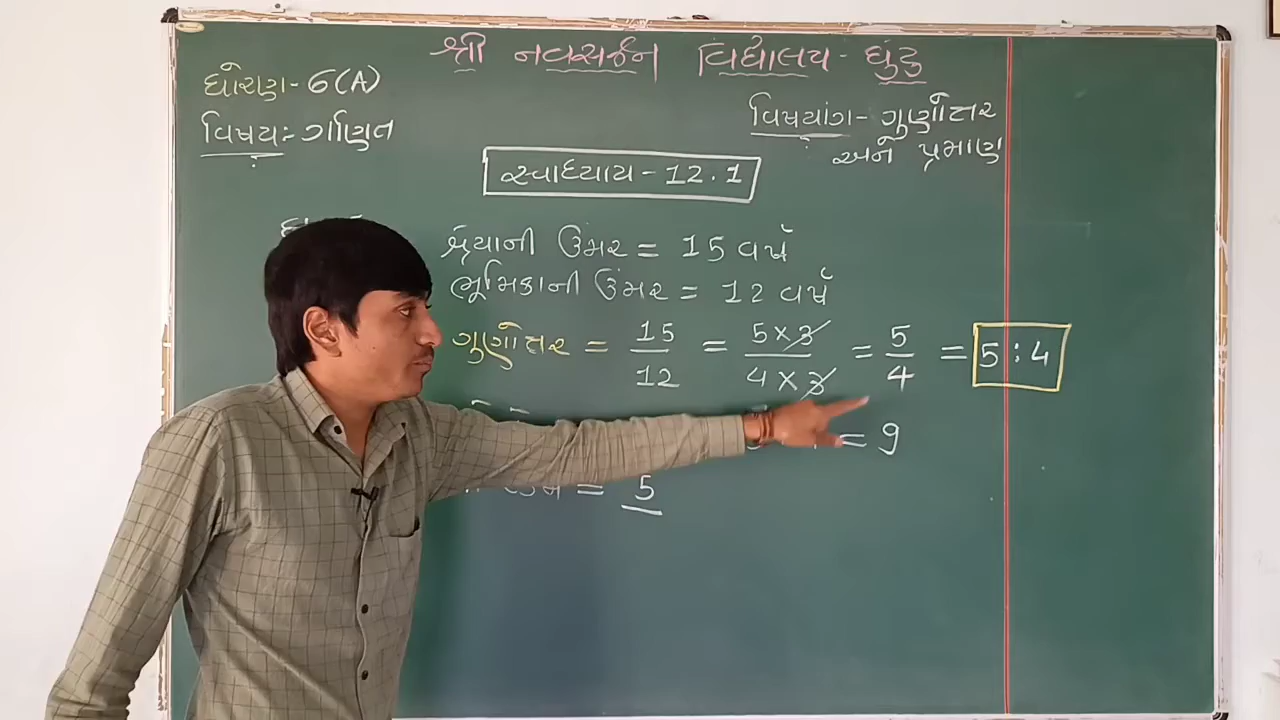 શ્રી નવસર્જન વિદ્યાલય - ઘુંટુ
ધોરણ - 6(A)
વિષય:- ગણિત
વિષયાંગ - ગુણોત્તર
અને પ્રમાણ
સ્વાધ્યાય - 12.1
શ્રેયાની ઉંમર = 15 વર્ષ
ભૂમિકાની ઉંમર = 12 વર્ષ
ગુણોત્તર = 15/12 = 5×3/4×3 = 5/4 = 5:4
= 9
= 5